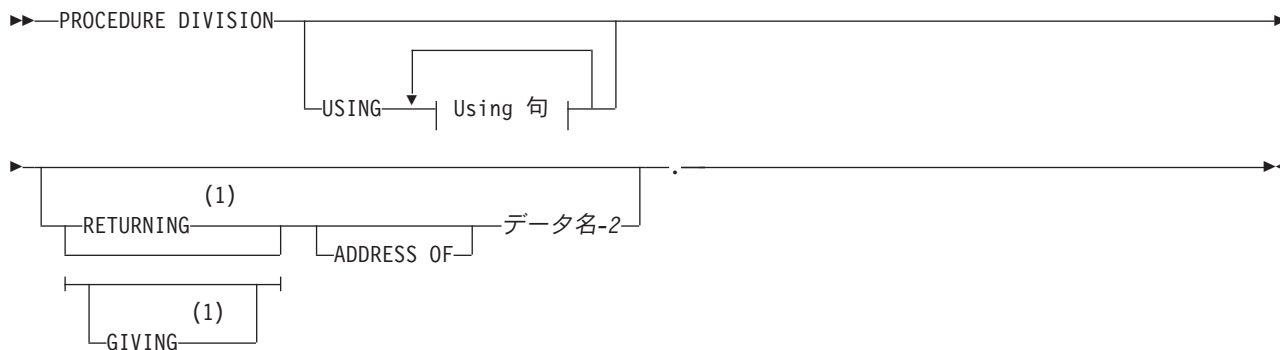 PROCEDURE DIVISION
USING Using 句
.
(1)
RETURNING
ADDRESS OF
データ名-2
(1)
GIVING